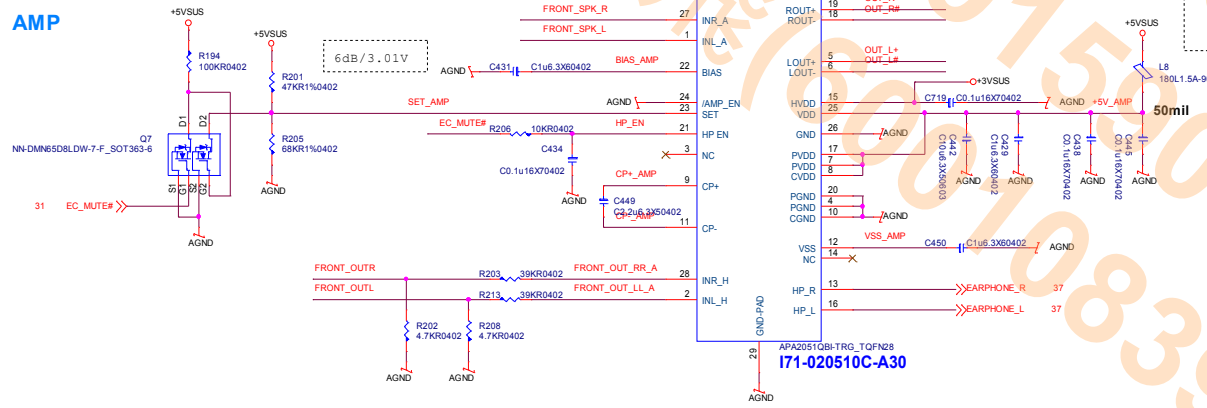 AMP
+5VSUS
R194
100KR0402
+5VSUS
R201
47KR1%0402
R205
68KR1%0402
AGND
6dB/3.01V
Q7
NN-DMN65D8LDW-7-F_SOT363-6
D1
D2
S1
G1
S2
G2
31 EC_MUTE#
AGND
FRONT_SPK_R
27 INR_A
FRONT_SPK_L
1 INL_A
AGND C431 C1u6.3X60402 BIAS_AMP 22 BIAS
AGND 24 /AMP_EN
SET_AMP 23 SET
EC_MUTE# R206 10KR0402 HP_EN 21 HP EN
C434
C0.1u16X70402
AGND
3 NC
CP+_AMP 9 CP+
C449
C2.2u6.3X50402
CP-_AMP
11 CP-
FRONT_OUTR R203 39KR0402 FRONT_OUT_RR_A 28 INR_H
FRONT_OUTL R213 39KR0402 FRONT_OUT_LL_A 2 INL_H
R202
4.7KR0402
R208
4.7KR0402
AGND
AGND
ROUT+ 19
ROUT- 18 OUT_R#
LOUT+ 5 OUT_L+
LOUT- 6 OUT_L#
+3VSUS
HVDD 15 C719 C0.1u16X70402 AGND
VDD 25 +5V_AMP
50mil
+5VSUS
L8
180L1.5A-90
GND 26 AGND
PVDD 17
PVDD 7
CVDD 8
PGND 20
PGND 4
CGND 10 AGND
C442
C10u6.3X50603
AGND
C429
C1u6.3X60402
AGND
C438
C0.1u16X70402
AGND
C445
C0.1u16X70402
AGND
VSS 12 VSS_AMP C450 C1u6.3X60402 AGND
NC 14
HP_R 13 EARPHONE_R 37
HP_L 16 EARPHONE_L 37
GND-PAD
29
AGND
APA2051QBI-TRG_TQFN28
I71-020510C-A30